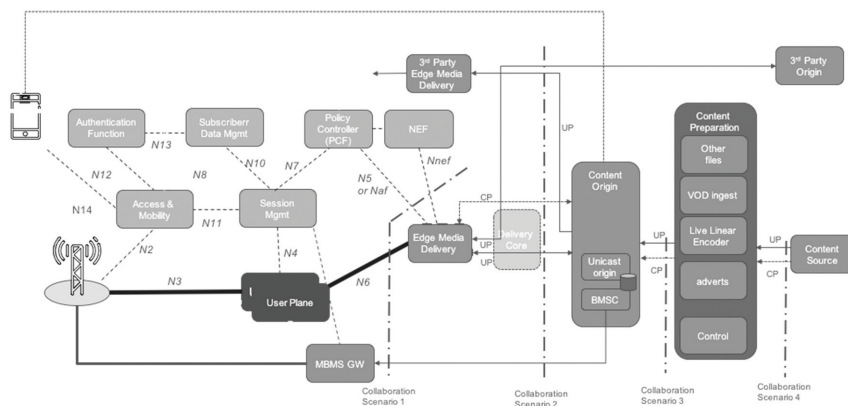 3rd Party
Edge Media
Delivery
3rd Party
Origin
Authentication
Function
Subscriberr
Data Mgmt
Policy
Controller
(PCF)
NEF
UP
Content
Preparation
Other
files
VOD ingest
Live Linear
Encoder
adverts
Control
N13
N12
N8
N10
N7
N5
or Naf
Nnef
Content
Origin
Unicast
origin
BMSC
N14
Access &
Mobility
N11
Session
Mgmt
CP
Delivery
Core
Edge Media
Delivery
UP
UP
UP
CP
UP
CP
Content
Source
N2
N4
N3
User Plane
N6
MBMS GW
Collaboration
Scenario 1
Collaboration
Scenario 2
Collaboration
Scenario 3
Collaboration
Scenario 4